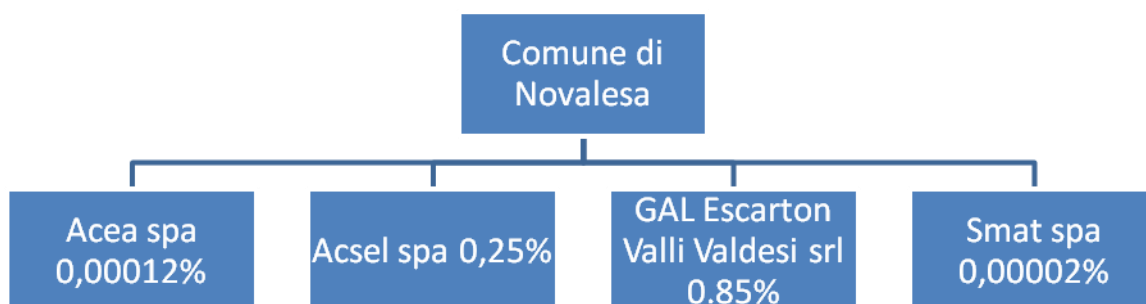 Comune di
Novalesa
Acea spa
0,00012%
Acsel spa 0,25%
GAL Escarton
Valli Valdesi srl
0.85%
Smat spa
0,00002%